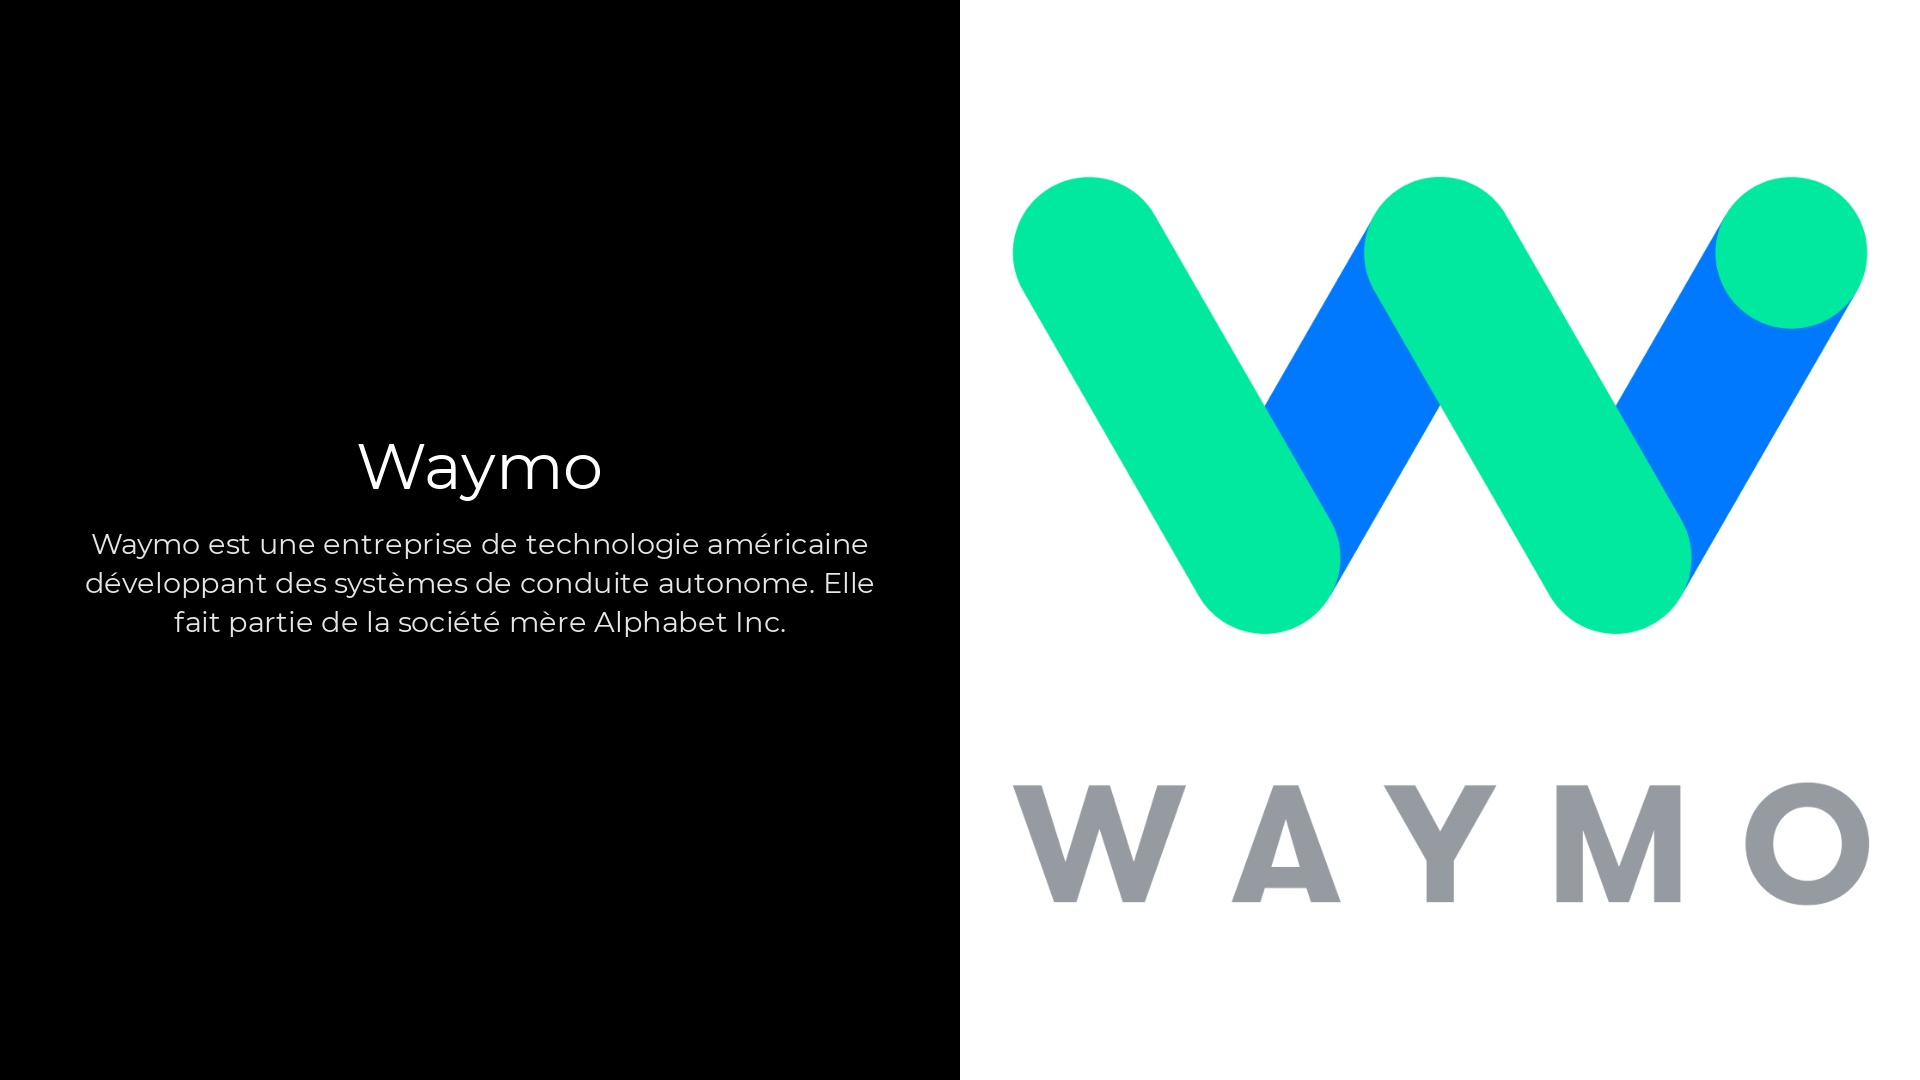 Waymo
Waymo est une entreprise de technologie américaine
développant des systèmes de conduite autonome. Elle
fait partie de la société mère Alphabet Inc.
WAYMO